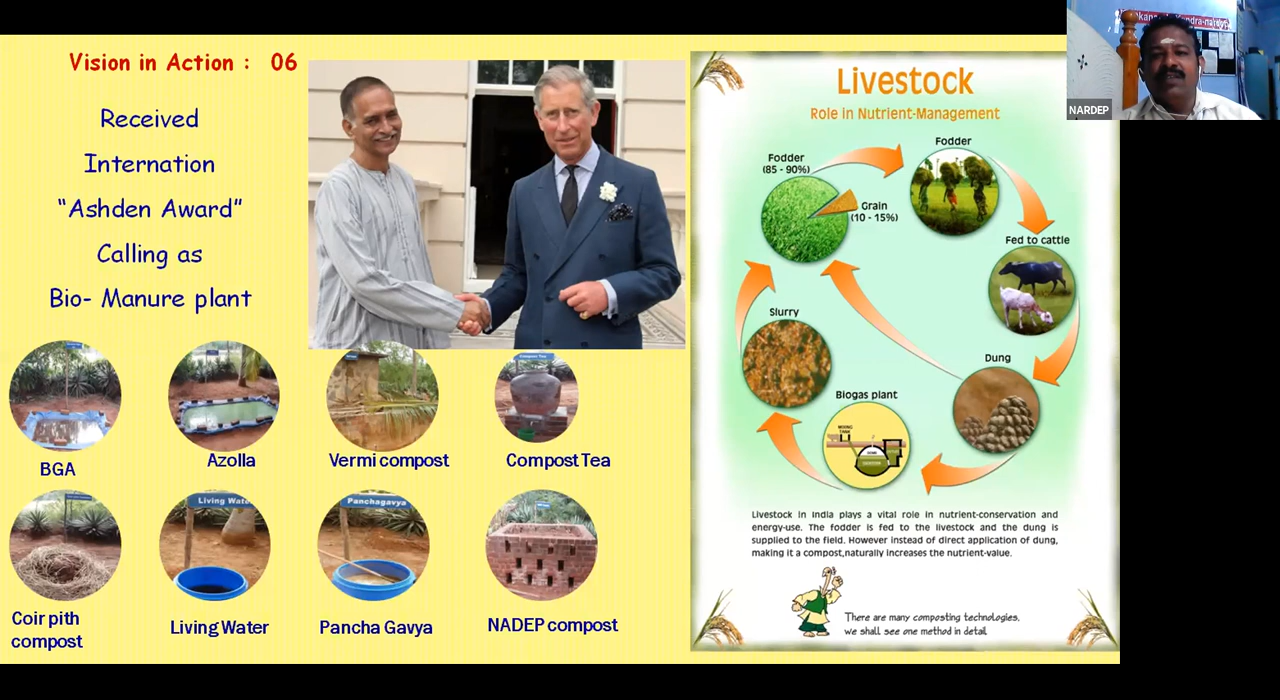 Vision in Action : 06
Received
Internation
“Ashden Award”
Calling as
Bio- Manure plant
BGA
Azolla
Vermi compost
Compost Tea
Compost Tea
Living Water
Panchagavya
Coir pith
compost
Living Water
Pancha Gavya
NADEP compost
Livestock
Role in Nutrient-Management
Fodder
(85 - 90%)
Grain
(10 - 15%)
Fodder
Fed to cattle
Dung
Biogas plant
MIXING
TANK
DOME
DIGESTER
Slurry
Livestock in India plays a vital role in nutrient-conservation and
energy-use. The fodder is fed to the livestock and the dung is
supplied to the field. However instead of direct application of dung,
making it a compost,naturally increases the nutrient-value.
There are many composting technologies,
we shall see one method in detail
NARDEP